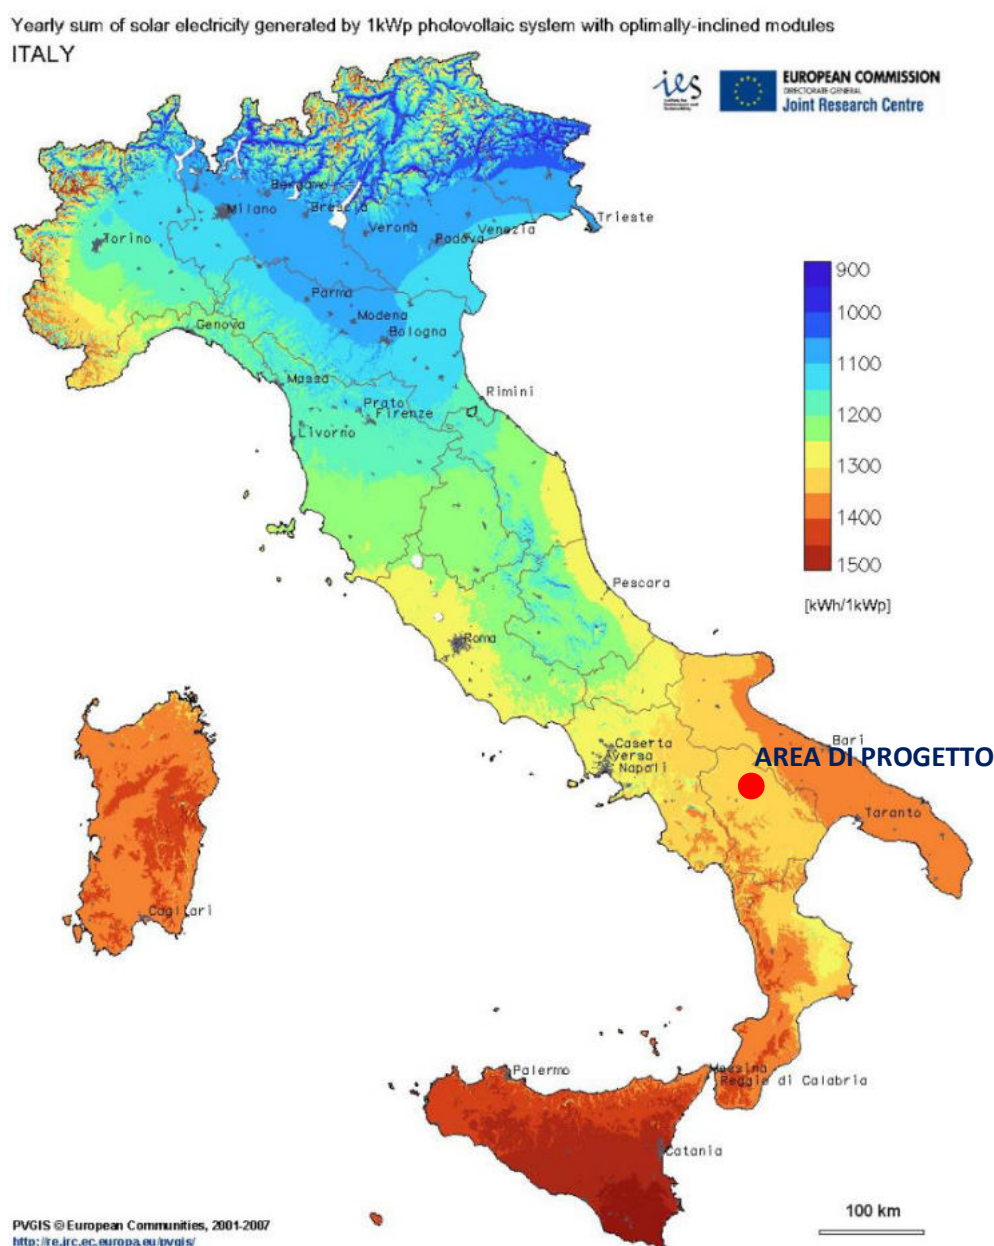 Yearly sum of solar electricity generated by 1kWp photovoltaic system with optimally-inclined modules
ITALY
ies
EUROPEAN COMMISSION
DIRECTORATE-GENERAL
Joint Research Centre
Bergamo
Milano
Brescia
Trieste
Verona
Venezia
Padova
Torino
Parma
Modena
Genova
Bologna
Massa
Rimini
Prato
Firenze
Livorno
900
1000
1100
1200
1300
1400
1500
[kWh/1kWp]
Pescara
Roma
Bari
Caserta
Aversa
AREA DI PROGETTO
Napoli
Taranto
Cagliari
Messina
Palermo
Reggio di Calabria
Catania
100 km
PVGIS © European Communities, 2001-2007
http://re.jrc.ec.europa.eu/pvgis/